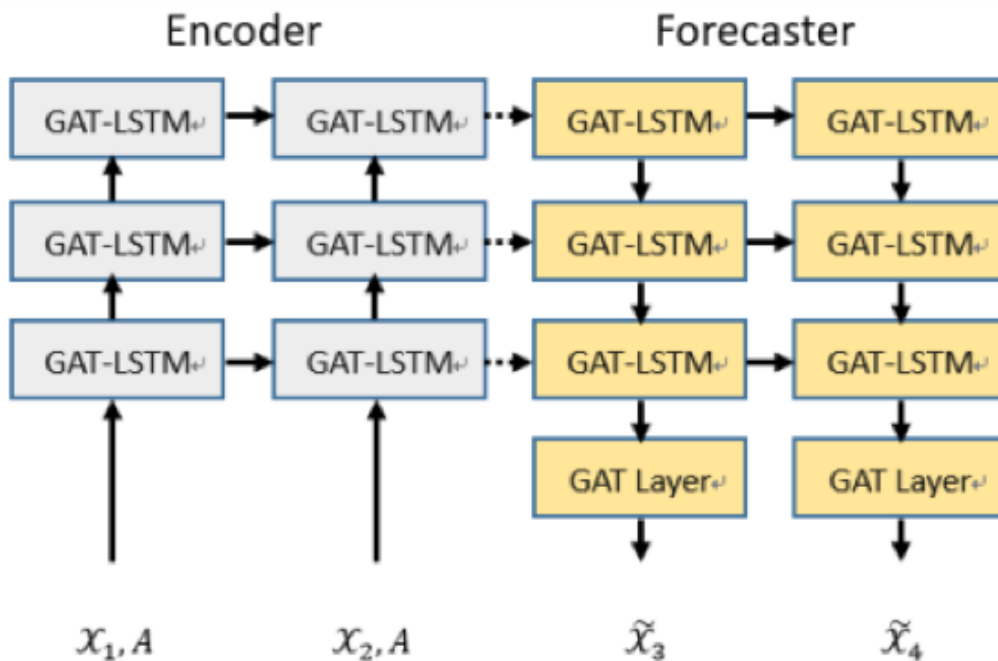 Encoder Forecaster
GAT-LSTM↵ GAT-LSTM↵ GAT-LSTM↵ GAT-LSTM↵
GAT-LSTM↵ GAT-LSTM↵ GAT-LSTM↵ GAT-LSTM↵
GAT-LSTM↵ GAT-LSTM↵ GAT-LSTM↵ GAT-LSTM↵
GAT Layer↵ GAT Layer↵
𝒳₁, A 𝒳₂, A 𝒳̃₃ 𝒳̃₄